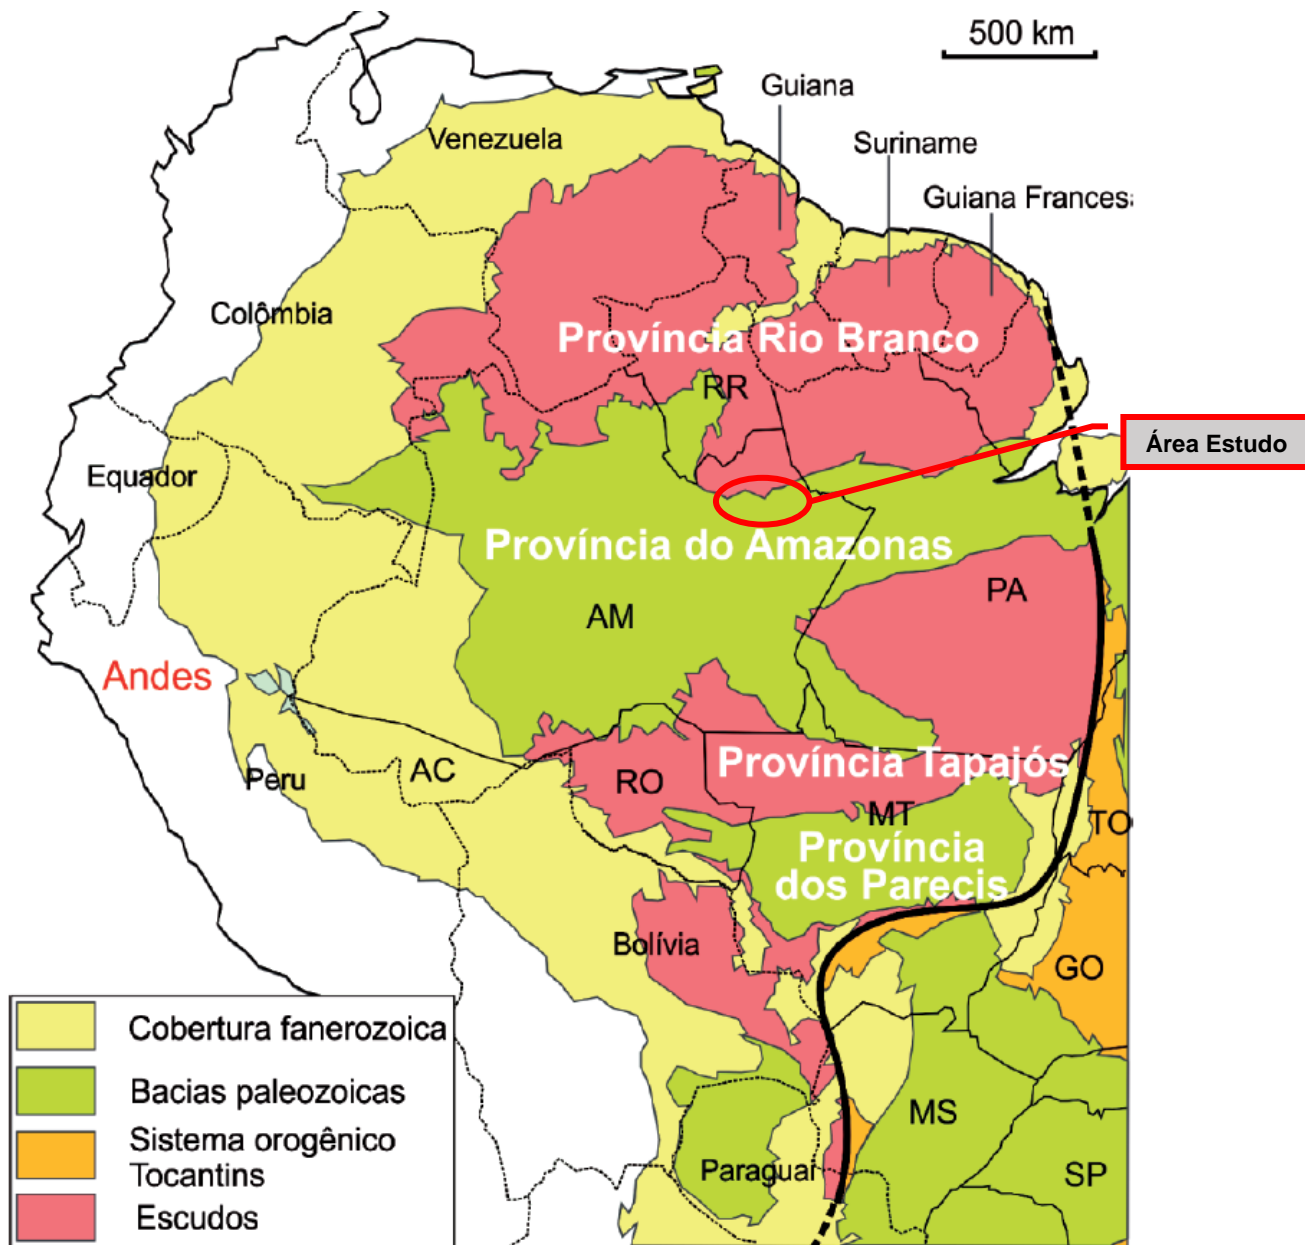 500 km
Guiana
Venezuela
Suriname
Guiana Frances
Colômbia
Província Rio Branco
RR
Área Estudo
Equador
Província do Amazonas
PA
AM
Andes
Província Tapajós
AC
RO
Peru
MT
TO
Província
dos Parecis
Bolívia
GO
Cobertura fanerozoica
Bacias paleozoicas
MS
Sistema orogênico
Tocantins
Paraguai
SP
Escudos